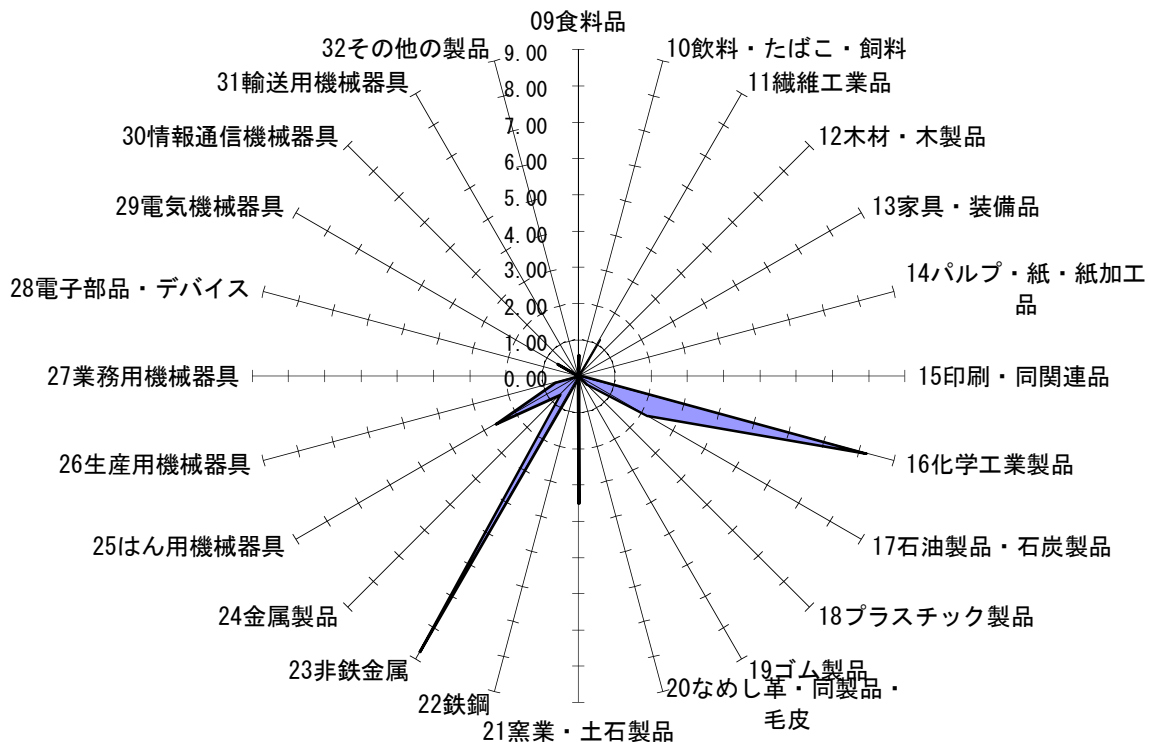 09食料品
10飲料・たばこ・飼料
11繊維工業品
12木材・木製品
13家具・装備品
14パルプ・紙・紙加工
品
15印刷・同関連品
16化学工業製品
17石油製品・石炭製品
18プラスチック製品
19ゴム製品
20なめし革・同製品・
毛皮
21窯業・土石製品
22鉄鋼
23非鉄金属
24金属製品
25はん用機械器具
26生産用機械器具
27業務用機械器具
28電子部品・デバイス
29電気機械器具
30情報通信機械器具
31輸送用機械器具
32その他の製品
9.00
8.00
7.00
6.00
5.00
4.00
3.00
2.00
1.00
0.00